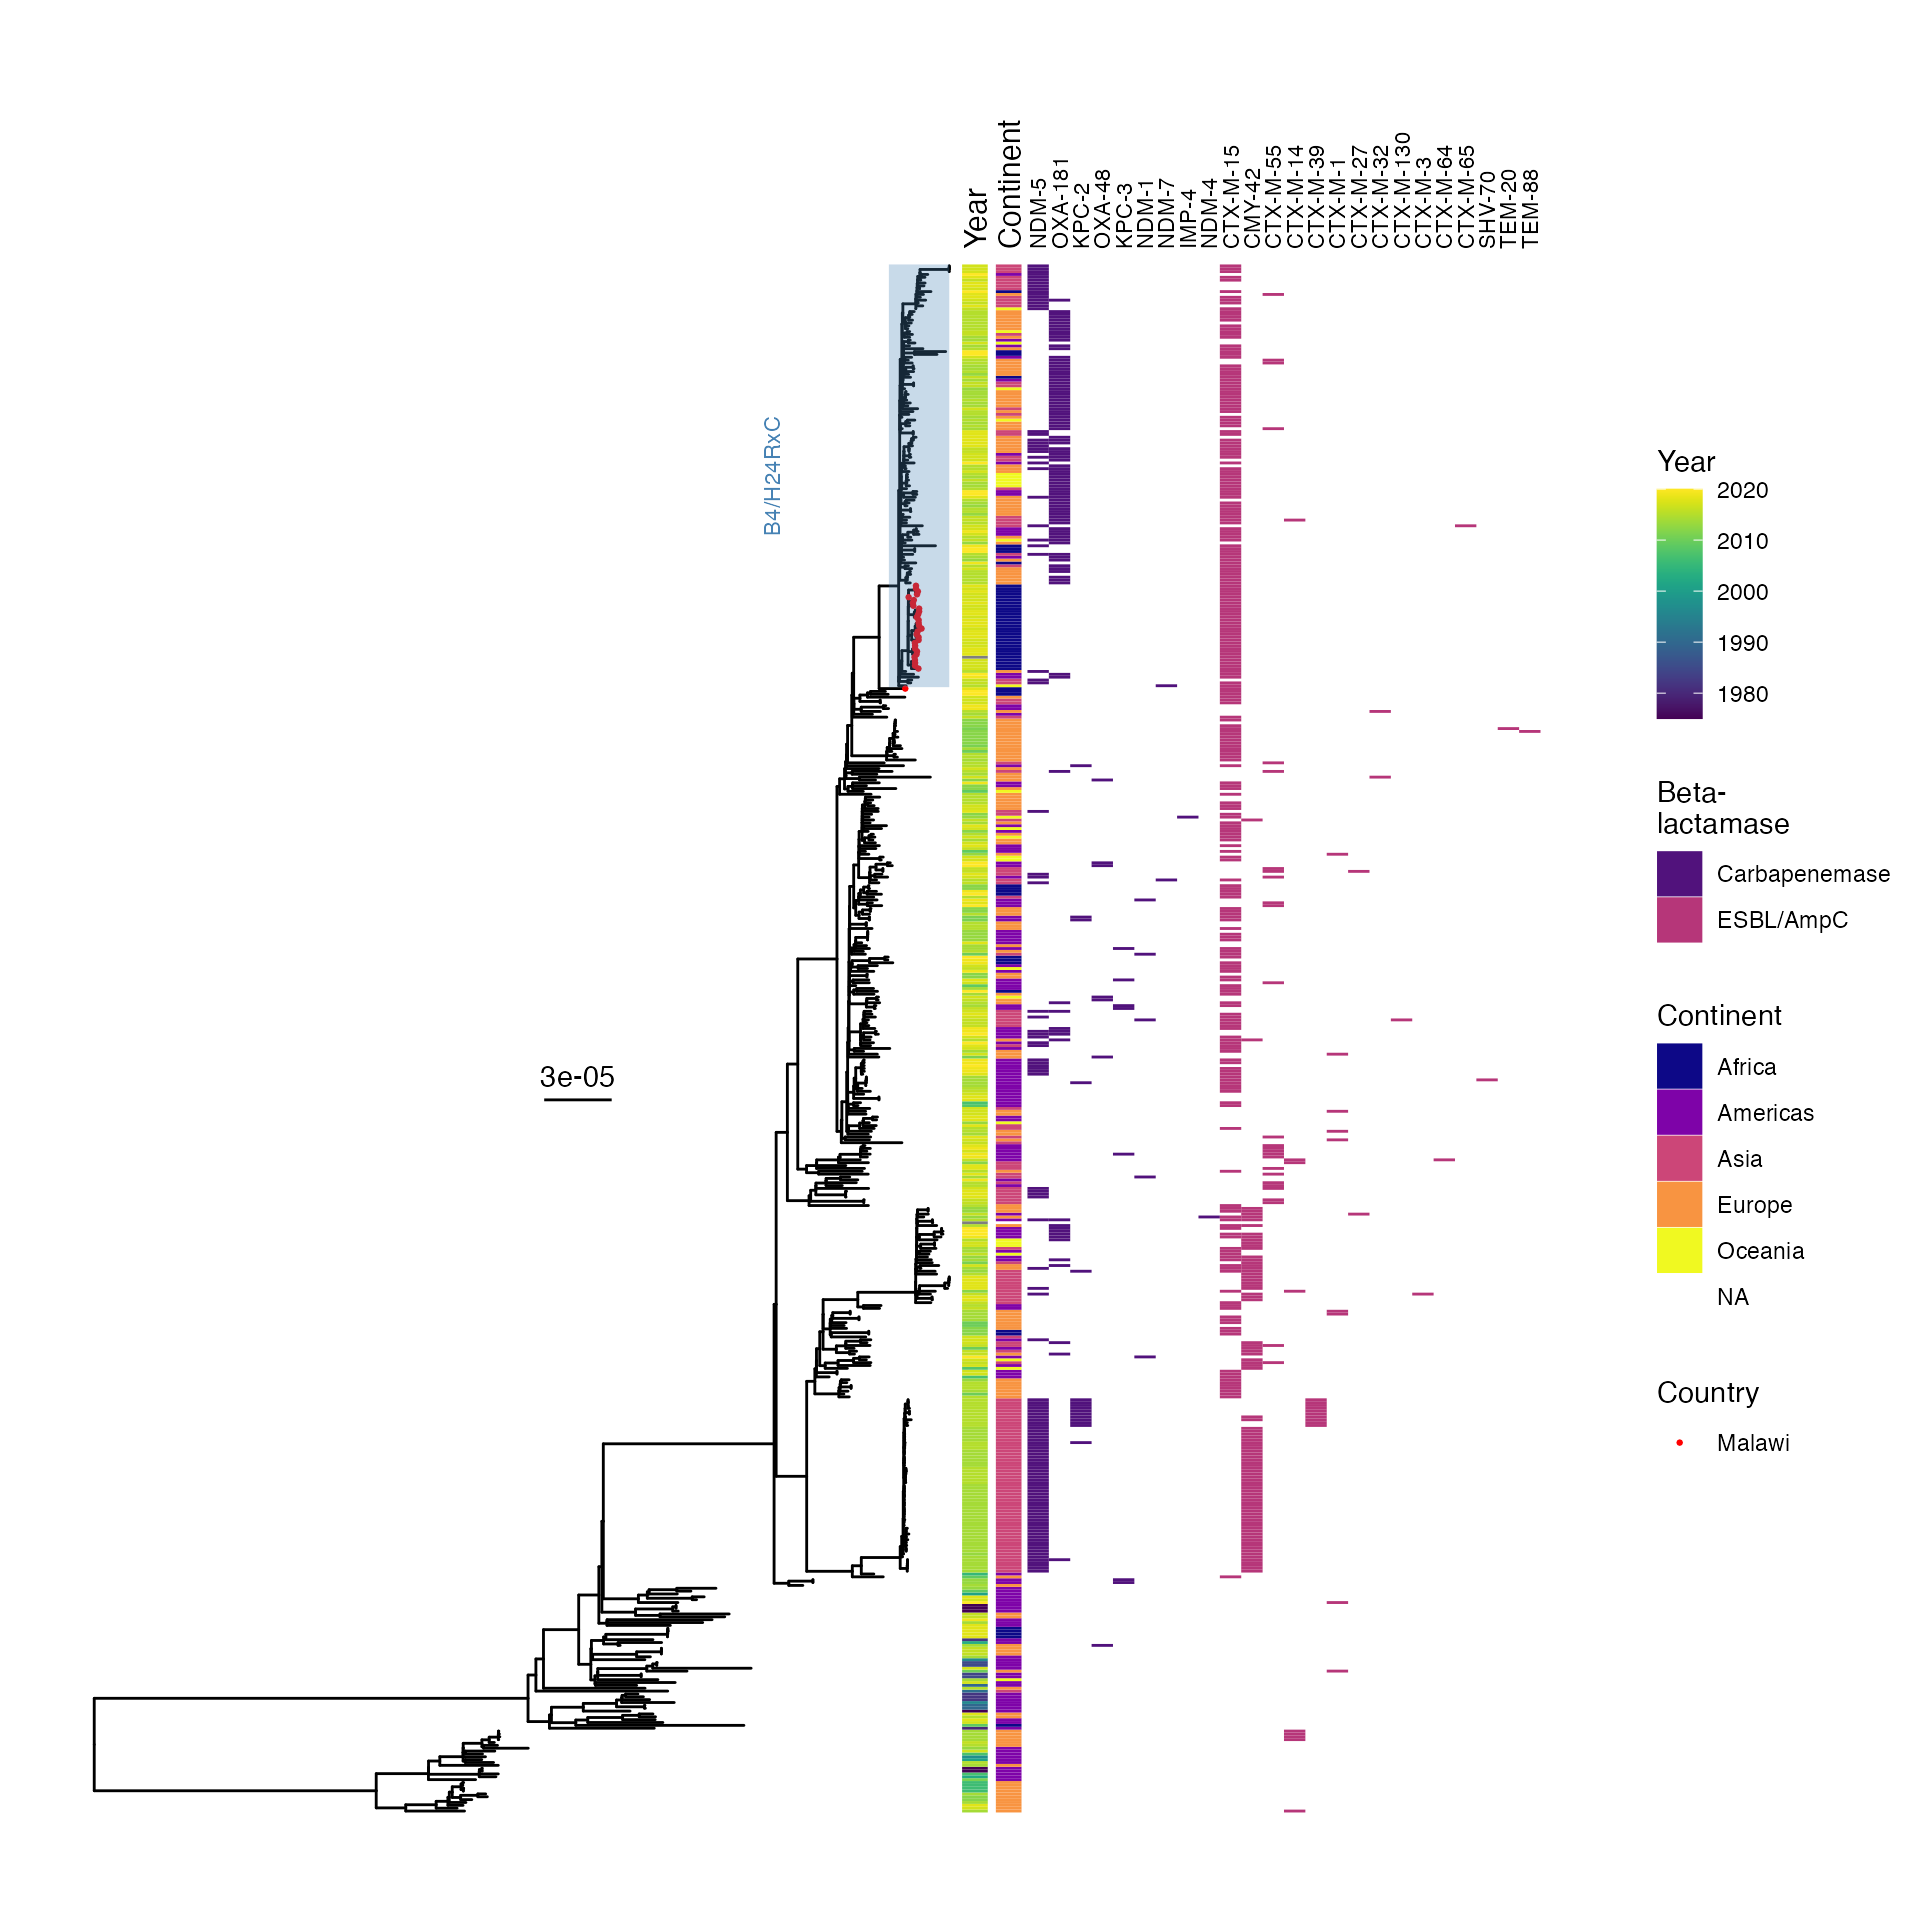 Year
Continent
NDM-5
OXA-181
KPC-2
OXA-48
KPC-3
NDM-1
NDM-7
IMP-4
NDM-4
CTX-M-15
CMY-42
CTX-M-55
CTX-M-14
CTX-M-39
CTX-M-1
CTX-M-27
CTX-M-32
CTX-M-130
CTX-M-3
CTX-M-64
CTX-M-65
SHV-70
TEM-20
TEM-88
B4/H24RxC
3e-05
Year
2020
2010
2000
1990
1980
Beta-
lactamase
Carbapenemase
ESBL/AmpC
Continent
Africa
Americas
Asia
Europe
Oceania
NA
Country
Malawi